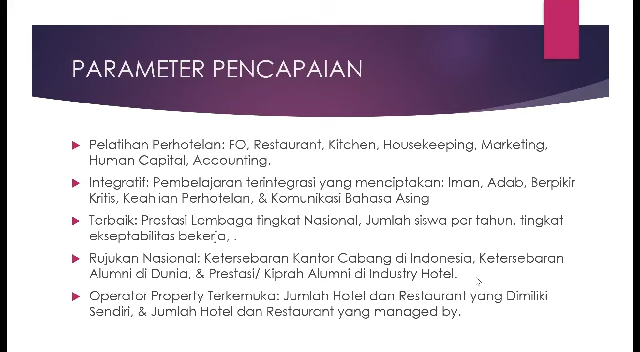 PARAMETER PENCAPAIAN
Pelatihan Perhotelan: FO, Restaurant, Kitchen, Housekeeping, Marketing,
Human Capital, Accounting.
Integratif: Pembelajaran terintegrasi yang menciptakan: Iman, Adab, Berpikir
Kritis, Keahlian Perhotelan, & Komunikasi Bahasa Asing
Terbaik: Prestasi Lembaga tingkat Nasional, Jumlah siswa per tahun, tingkat
ekseptabilitas bekerja, .
Rujukan Nasional: Ketersebaran Kantor Cabang di Indonesia, Ketersebaran
Alumni di Dunia, & Prestasi/ Kiprah Alumni di Industry Hotel.
Operator Property Terkemuka: Jumlah Hotel dan Restaurant yang Dimiliki
Sendiri, & Jumlah Hotel dan Restaurant yang managed by.